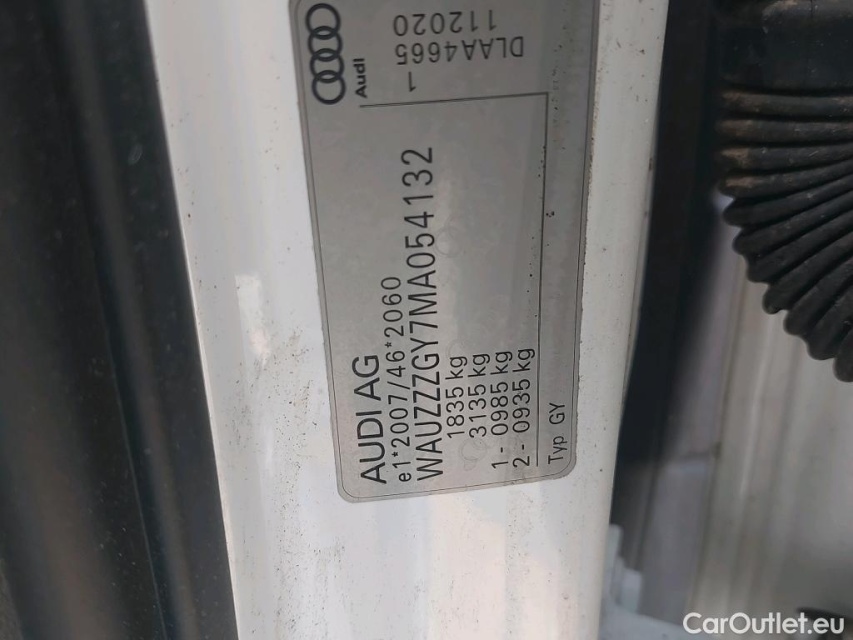 AUDI AG
e1*2007/46*2060
WAUZZZGY7MA054132
1835 kg
3135 kg
1- 0985 kg
2- 0935 kg
Typ GY
Audi
1
DLAA4665
112020
CarOutlet.eu